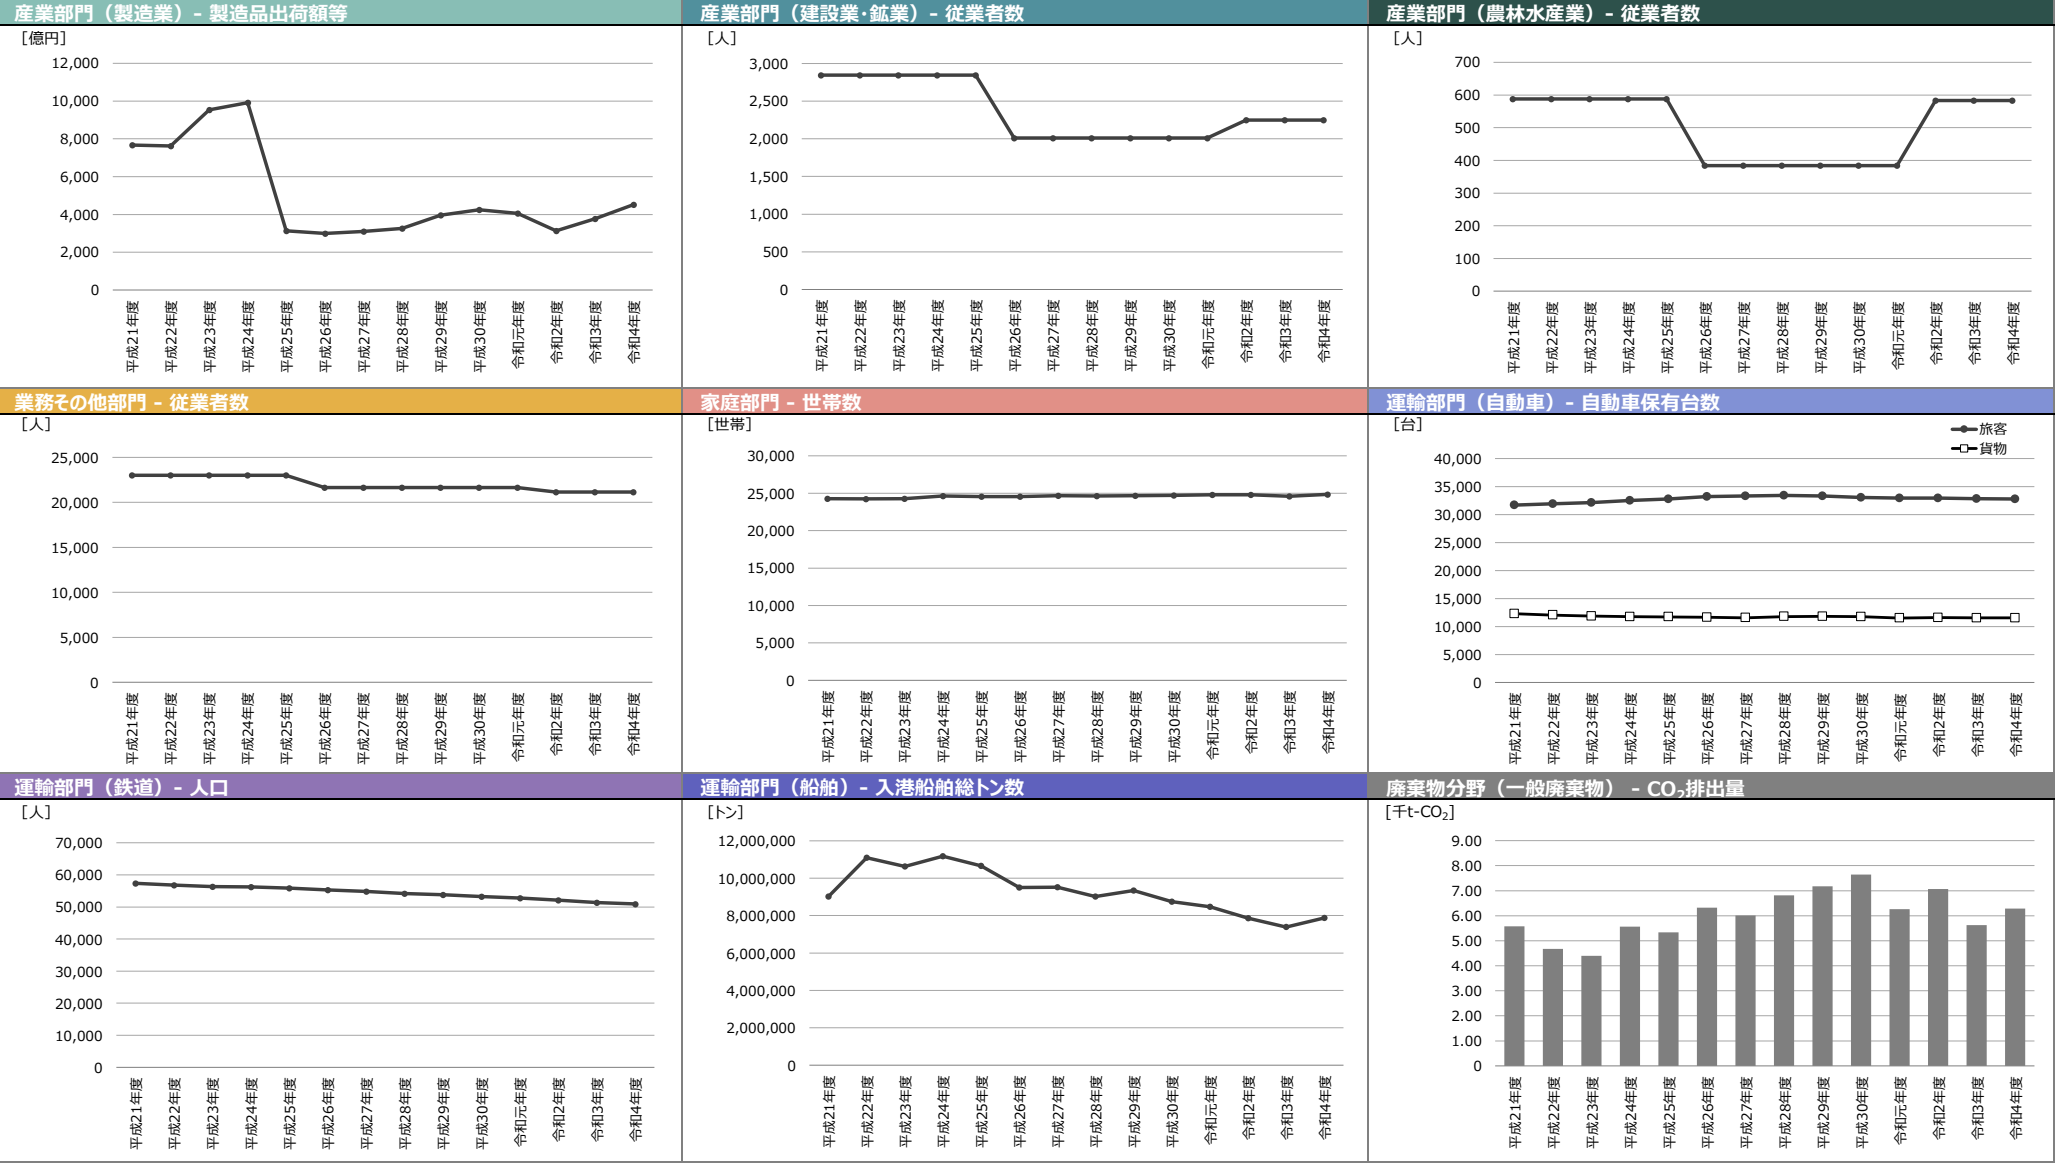 産業部門（製造業）- 製造品出荷額等
[億円]
12,000
10,000
8,000
6,000
4,000
2,000
0
平成21年度
平成22年度
平成23年度
平成24年度
平成25年度
平成26年度
平成27年度
平成28年度
平成29年度
平成30年度
令和元年度
令和2年度
令和3年度
令和4年度
産業部門（建設業･鉱業）- 従業者数
[人]
3,000
2,500
2,000
1,500
1,000
500
0
平成21年度
平成22年度
平成23年度
平成24年度
平成25年度
平成26年度
平成27年度
平成28年度
平成29年度
平成30年度
令和元年度
令和2年度
令和3年度
令和4年度
産業部門（農林水産業）- 従業者数
[人]
700
600
500
400
300
200
100
0
平成21年度
平成22年度
平成23年度
平成24年度
平成25年度
平成26年度
平成27年度
平成28年度
平成29年度
平成30年度
令和元年度
令和2年度
令和3年度
令和4年度
業務その他部門 - 従業者数
[人]
25,000
20,000
15,000
10,000
5,000
0
平成21年度
平成22年度
平成23年度
平成24年度
平成25年度
平成26年度
平成27年度
平成28年度
平成29年度
平成30年度
令和元年度
令和2年度
令和3年度
令和4年度
家庭部門 - 世帯数
[世帯]
30,000
25,000
20,000
15,000
10,000
5,000
0
平成21年度
平成22年度
平成23年度
平成24年度
平成25年度
平成26年度
平成27年度
平成28年度
平成29年度
平成30年度
令和元年度
令和2年度
令和3年度
令和4年度
運輸部門（自動車）- 自動車保有台数
[台]
旅客
貨物
40,000
35,000
30,000
25,000
20,000
15,000
10,000
5,000
0
平成21年度
平成22年度
平成23年度
平成24年度
平成25年度
平成26年度
平成27年度
平成28年度
平成29年度
平成30年度
令和元年度
令和2年度
令和3年度
令和4年度
運輸部門（鉄道）- 人口
[人]
70,000
60,000
50,000
40,000
30,000
20,000
10,000
0
平成21年度
平成22年度
平成23年度
平成24年度
平成25年度
平成26年度
平成27年度
平成28年度
平成29年度
平成30年度
令和元年度
令和2年度
令和3年度
令和4年度
運輸部門（船舶）- 入港船舶総トン数
[トン]
12,000,000
10,000,000
8,000,000
6,000,000
4,000,000
2,000,000
0
平成21年度
平成22年度
平成23年度
平成24年度
平成25年度
平成26年度
平成27年度
平成28年度
平成29年度
平成30年度
令和元年度
令和2年度
令和3年度
令和4年度
廃棄物分野（一般廃棄物） - CO₂排出量
[千t-CO₂]
9.00
8.00
7.00
6.00
5.00
4.00
3.00
2.00
1.00
0
平成21年度
平成22年度
平成23年度
平成24年度
平成25年度
平成26年度
平成27年度
平成28年度
平成29年度
平成30年度
令和元年度
令和2年度
令和3年度
令和4年度